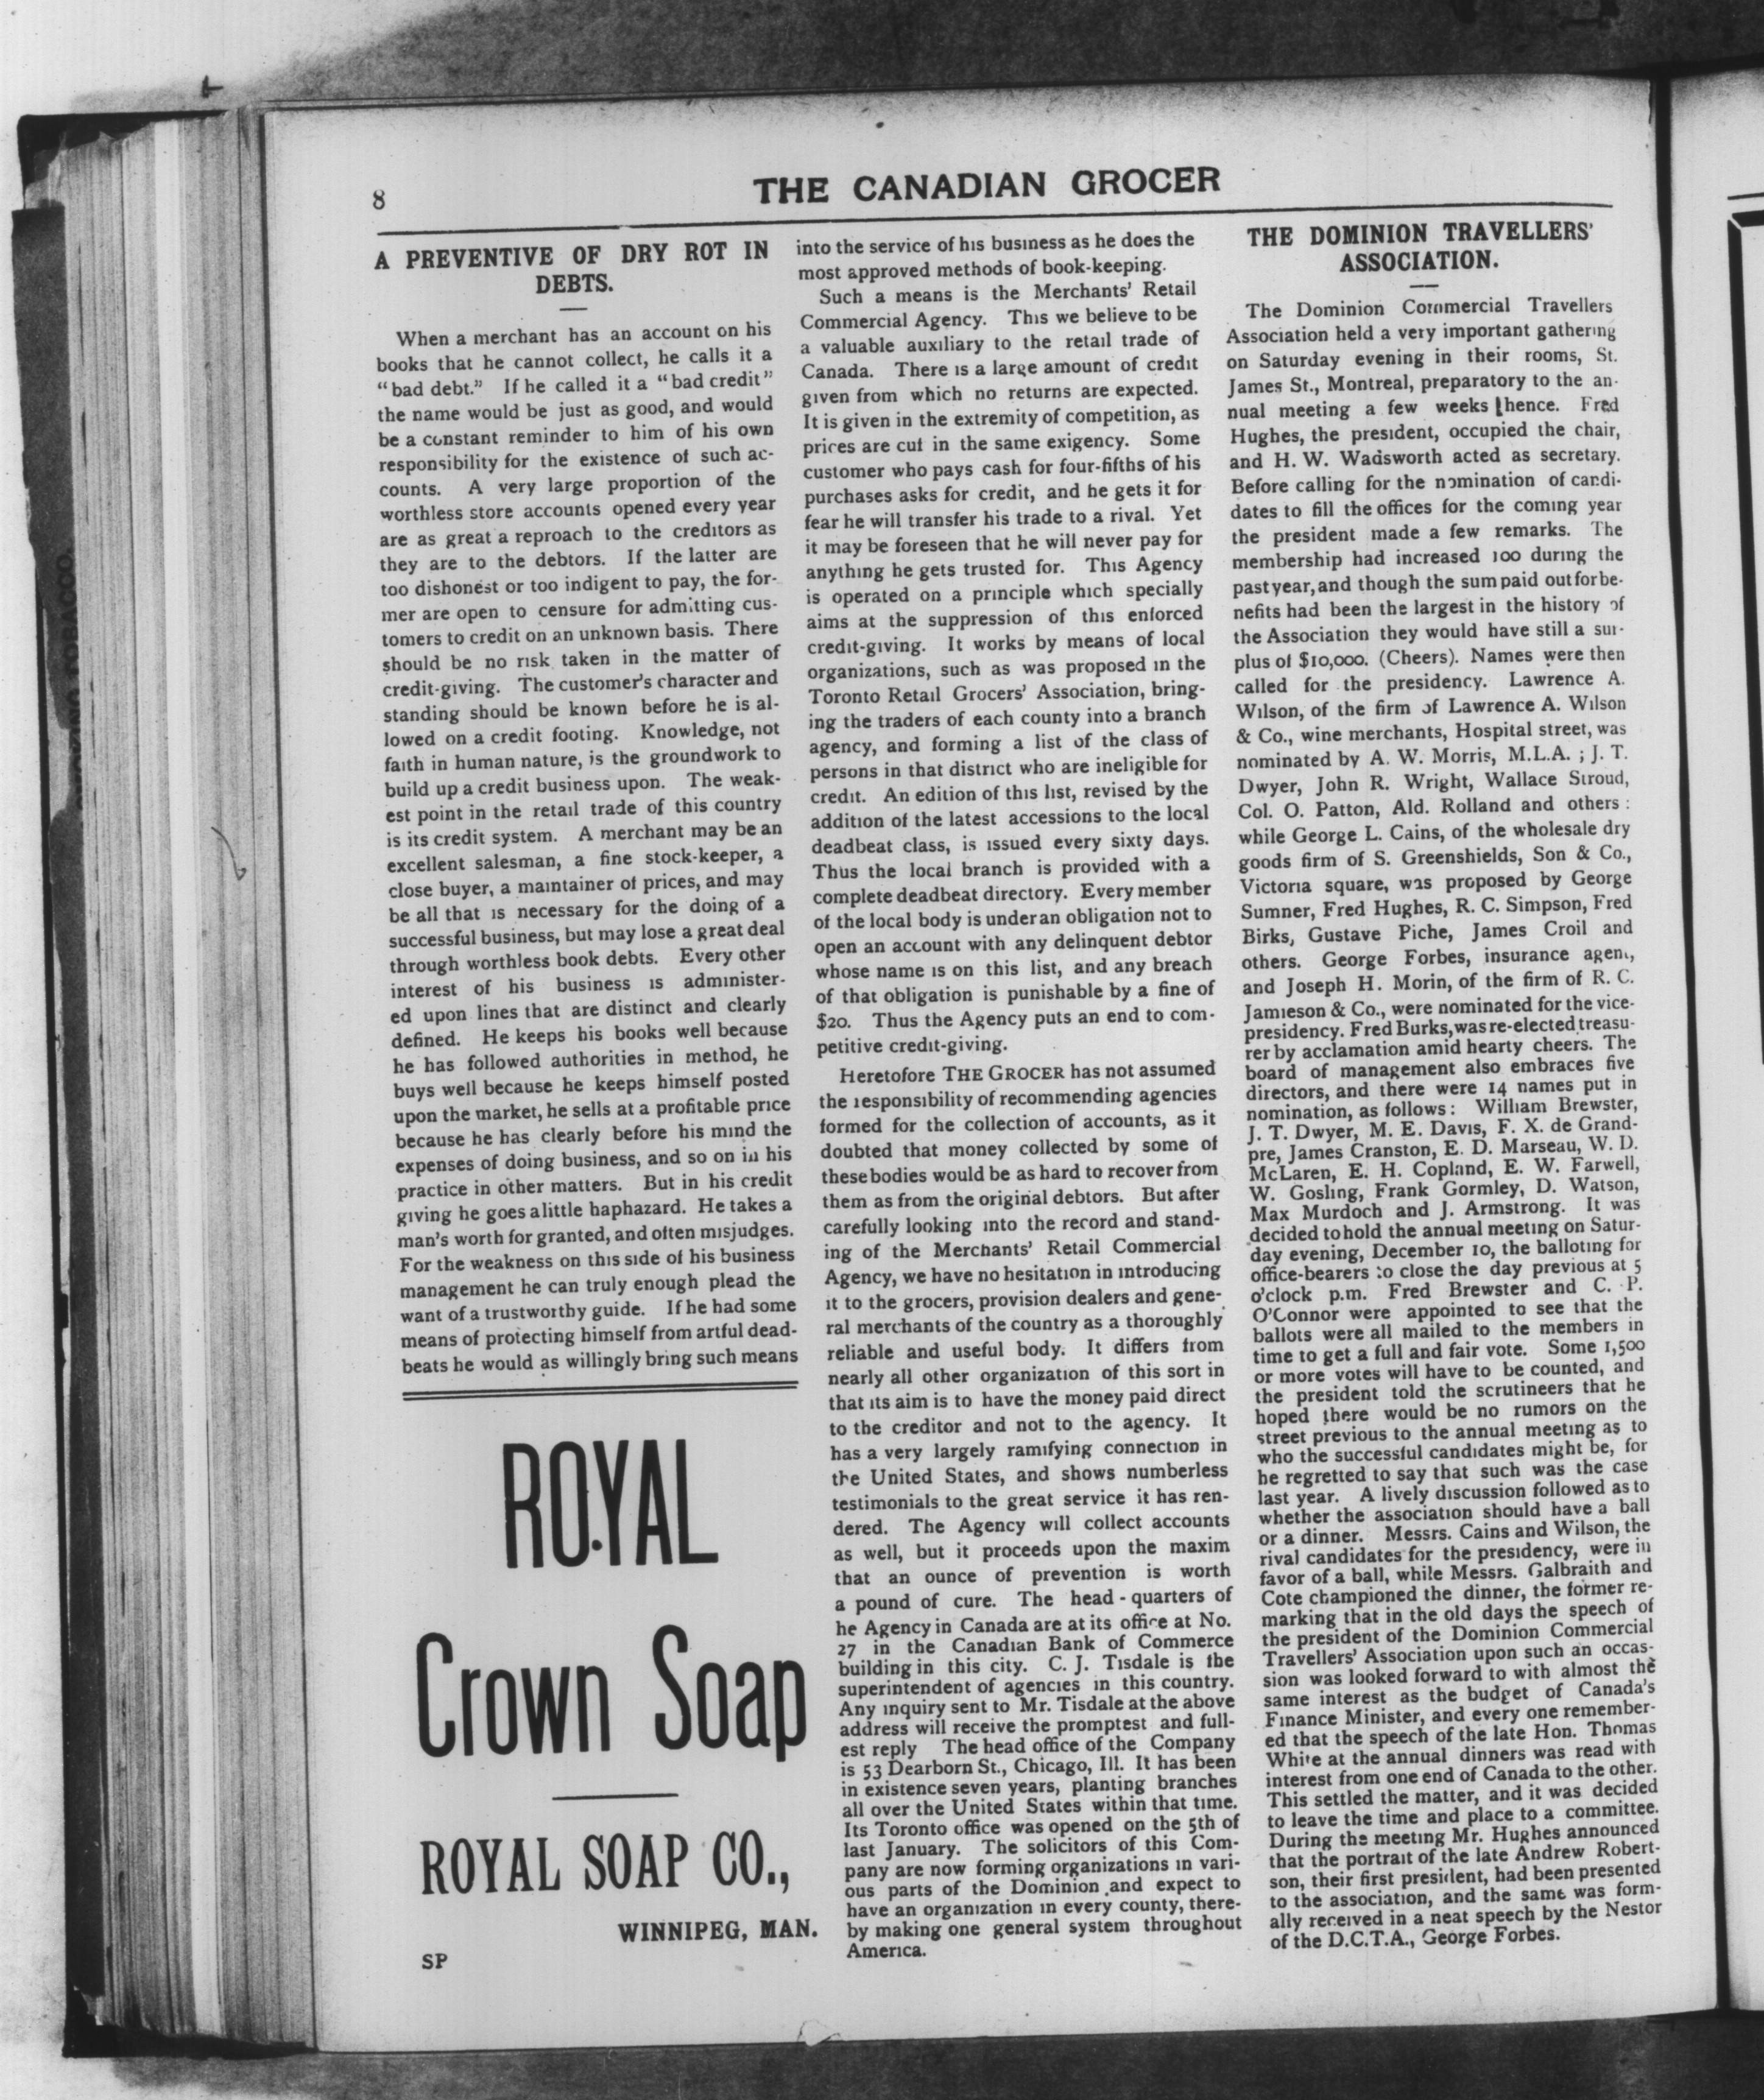 8
THE CANADIAN GROCER
A PREVENTIVE OF DRY ROT IN
DEBTS.
When a merchant has an account on his
books that he cannot collect, he calls it a
"bad debt." If he called it a "bad credit"
the name would be just as good, and would
be a constant reminder to him of his own
responsibility for the existence of such ac-
counts. A very large proportion of the
worthless store accounts opened every year
are as great a reproach to the creditors as
they are to the debtors. If the latter are
too dishonest or too indigent to pay, the for-
mer are open to censure for admitting cus-
tomers to credit on an unknown basis. There
should be no risk taken in the matter of
credit-giving. The customer's character and
standing should be known before he is al-
lowed on a credit footing. Knowledge, not
faith in human nature, is the groundwork to
build up a credit business upon. The weak-
est point in the retail trade of this country
is its credit system. A merchant may be an
excellent salesman, a fine stock-keeper, a
close buyer, a maintainer of prices, and may
be all that is necessary for the doing of a
successful business, but may lose a great deal
through worthless book debts. Every other
interest of his business is administer-
ed upon lines that are distinct and clearly
defined. He keeps his books well because
he has followed authorities in method, he
buys well because he keeps himself posted
upon the market, he sells at a profitable price
because he has clearly before his mind the
expenses of doing business, and so on in his
practice in other matters. But in his credit
giving he goes a little haphazard. He takes a
man's worth for granted, and often misjudges.
For the weakness on this side of his business
management he can truly enough plead the
want of a trustworthy guide. If he had some
means of protecting himself from artful dead-
beats he would as willingly bring such means
ROYAL
Crown Soap
ROYAL SOAP CO.,
WINNIPEG, MAN.
SP
into the service of his business as he does the
most approved methods of book-keeping.
Such a means is the Merchants' Retail
Commercial Agency. This we believe to be
a valuable auxiliary to the retail trade of
Canada. There is a large amount of credit
given from which no returns are expected.
It is given in the extremity of competition, as
prices are cut in the same exigency. Some
customer who pays cash for four-fifths of his
purchases asks for credit, and he gets it for
fear he will transfer his trade to a rival. Yet
it may be foreseen that he will never pay for
anything he gets trusted for. This Agency
is operated on a principle which specially
aims at the suppression of this enforced
credit-giving. It works by means of local
organizations, such as was proposed in the
Toronto Retail Grocers' Association, bring-
ing the traders of each county into a branch
agency, and forming a list of the class of
persons in that district who are ineligible for
credit. An edition of this list, revised by the
addition of the latest accessions to the local
deadbeat class, is issued every sixty days.
Thus the local branch is provided with a
complete deadbeat directory. Every member
of the local body is under an obligation not to
open an account with any delinquent debtor
whose name is on this list, and any breach
of that obligation is punishable by a fine of
$20. Thus the Agency puts an end to com-
petitive credit-giving.
Heretofore THE GROCER has not assumed
the responsibility of recommending agencies
formed for the collection of accounts, as it
doubted that money collected by some of
these bodies would be as hard to recover from
them as from the original debtors. But after
carefully looking into the record and stand-
ing of the Merchants' Retail Commercial
Agency, we have no hesitation in introducing
it to the grocers, provision dealers and gene-
ral merchants of the country as a thoroughly
reliable and useful body. It differs from
nearly all other organization of this sort in
that its aim is to have the money paid direct
to the creditor and not to the agency. It
has a very largely ramifying connection in
the United States, and shows numberless
testimonials to the great service it has ren-
dered. The Agency will collect accounts
as well, but it proceeds upon the maxim
that an ounce of prevention is worth
a pound of cure. The head-quarters of
he Agency in Canada are at its office at No.
27 in the Canadian Bank of Commerce
building in this city. C. J. Tisdale is the
superintendent of agencies in this country.
Any inquiry sent to Mr. Tisdale at the above
address will receive the promptest and full-
est reply The head office of the Company
is 53 Dearborn St., Chicago, Ill. It has been
in existence seven years, planting branches
all over the United States within that time.
Its Toronto office was opened on the 5th of
last January. The solicitors of this Com-
pany are now forming organizations in vari-
ous parts of the Dominion and expect to
have an organization in every county, there-
by making one general system throughout
America.
THE DOMINION TRAVELLERS'
ASSOCIATION.
The Dominion Commercial Travellers
Association held a very important gathering
on Saturday evening in their rooms, St.
James St., Montreal, preparatory to the an-
nual meeting a few weeks hence. Fred
Hughes, the president, occupied the chair,
and H. W. Wadsworth acted as secretary.
Before calling for the nomination of candi-
dates to fill the offices for the coming year
the president made a few remarks. The
membership had increased 100 during the
past year, and though the sum paid out for be-
nefits had been the largest in the history of
the Association they would have still a sur-
plus of $10,000. (Cheers). Names were then
called for the presidency. Lawrence A.
Wilson, of the firm of Lawrence A. Wilson
& Co., wine merchants, Hospital street, was
nominated by A. W. Morris, M.L.A. ; J. T.
Dwyer, John R. Wright, Wallace Stroud,
Col. O. Patton, Ald. Rolland and others :
while George L. Cains, of the wholesale dry
goods firm of S. Greenshields, Son & Co.,
Victoria square, was proposed by George
Sumner, Fred Hughes, R. C. Simpson, Fred
Birks, Gustave Piche, James Croil and
others. George Forbes, insurance agent,
and Joseph H. Morin, of the firm of R. C.
Jamieson & Co., were nominated for the vice-
presidency. Fred Burks, was re-elected treasu-
rer by acclamation amid hearty cheers. The
board of management also embraces five
directors, and there were 14 names put in
nomination, as follows: William Brewster,
J. T. Dwyer, M. E. Davis, F. X. de Grand-
pre, James Cranston, E. D. Marseau, W. D.
McLaren, E. H. Copland, E. W. Farwell,
W. Gosling, Frank Gormley, D. Watson,
Max Murdoch and J. Armstrong. It was
decided to hold the annual meeting on Satur-
day evening, December 10, the balloting for
office-bearers to close the day previous at 5
o'clock p.m. Fred Brewster and C. P.
O'Connor were appointed to see that the
ballots were all mailed to the members in
time to get a full and fair vote. Some 1,500
or more votes will have to be counted, and
the president told the scrutineers that he
hoped there would be no rumors on the
street previous to the annual meeting as to
who the successful candidates might be, for
he regretted to say that such was the case
last year. A lively discussion followed as to
whether the association should have a ball
or a dinner. Messrs. Cains and Wilson, the
rival candidates for the presidency, were in
favor of a ball, while Messrs. Galbraith and
Cote championed the dinner, the former re-
marking that in the old days the speech of
the president of the Dominion Commercial
Travellers' Association upon such an occas-
sion was looked forward to with almost the
same interest as the budget of Canada's
Finance Minister, and every one remember-
ed that the speech of the late Hon. Thomas
White at the annual dinners was read with
interest from one end of Canada to the other.
This settled the matter, and it was decided
to leave the time and place to a committee.
During the meeting Mr. Hughes announced
that the portrait of the late Andrew Robert-
son, their first president, had been presented
to the association, and the same was form-
ally received in a neat speech by the Nestor
of the D.C.T.A., George Forbes.